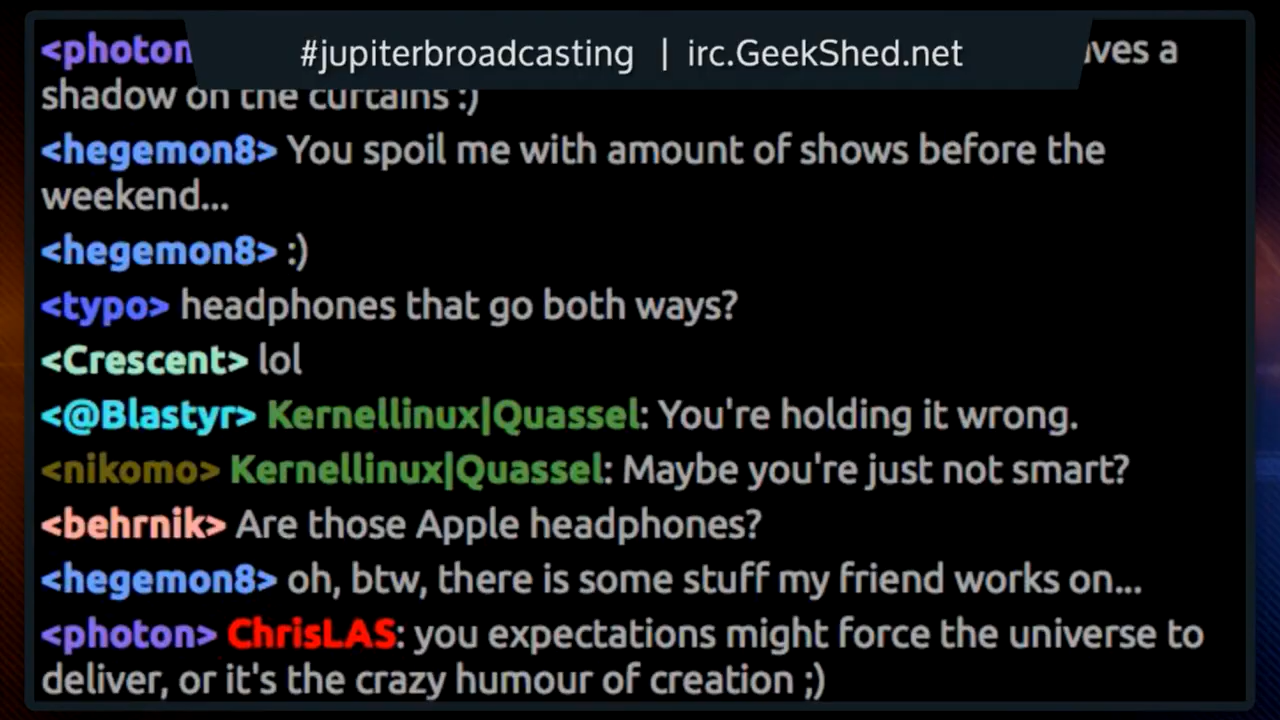 #jupiterbroadcasting | irc.GeekShed.net
<photon a
shadow on the curtains :)
<hegemon8> You spoil me with amount of shows before the
weekend...
<hegemon8> :)
<typo> headphones that go both ways?
<Crescent> lol
<@Blastyr> Kernellinux|Quassel: You're holding it wrong.
<nikomo> Kernellinux|Quassel: Maybe you're just not smart?
<behrnik> Are those Apple headphones?
<hegemon8> oh, btw, there is some stuff my friend works on...
<photon> ChrisLAS: you expectations might force the universe to
deliver, or it's the crazy humour of creation ;)